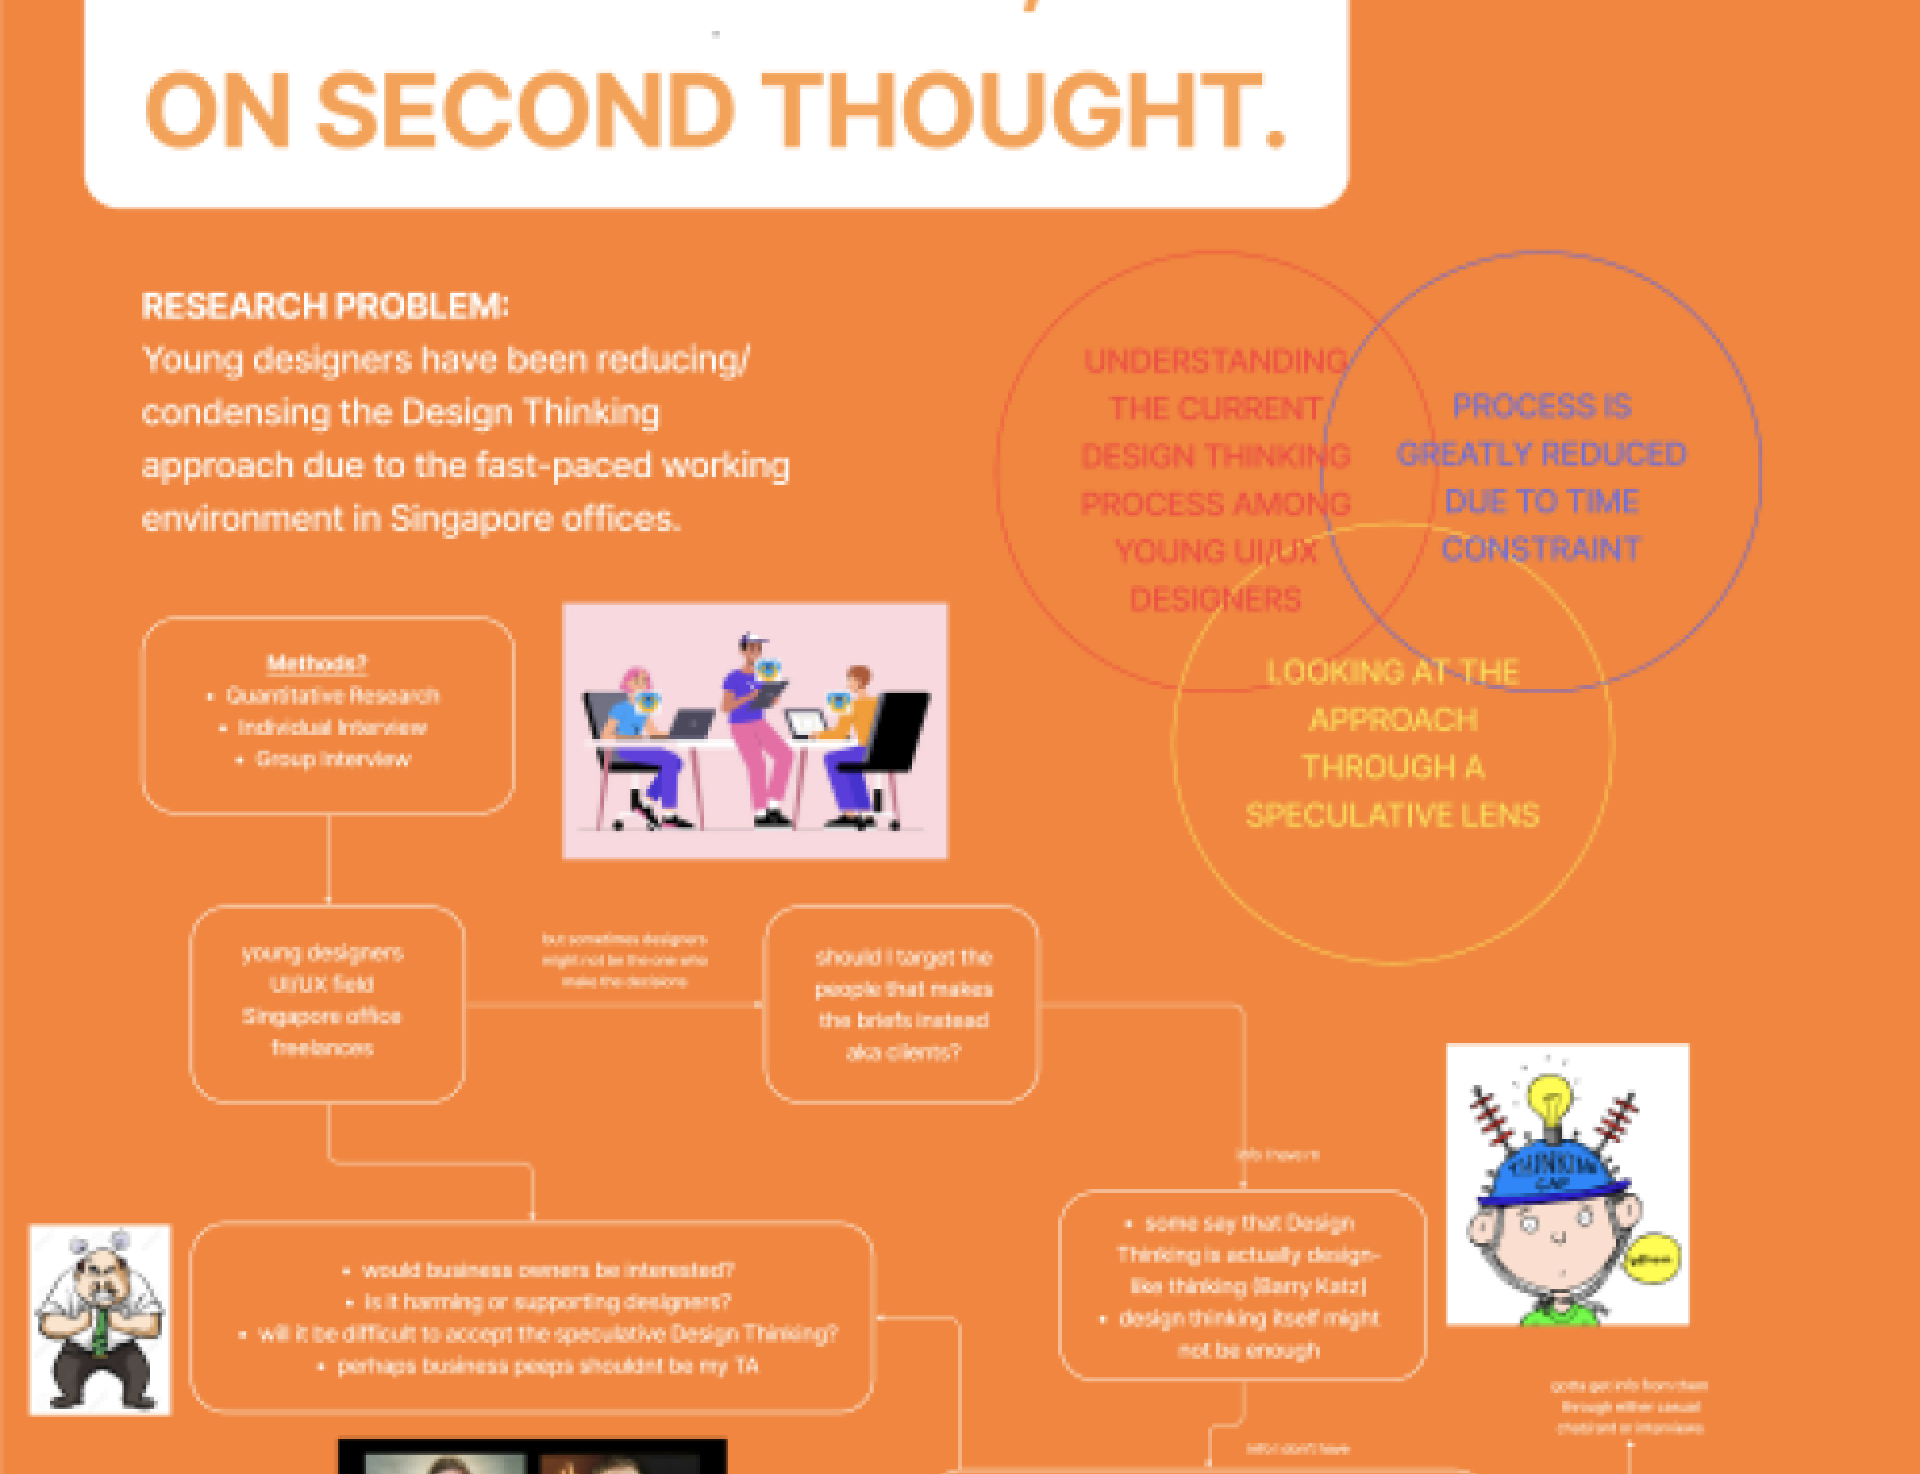 ON SECOND THOUGHT.
RESEARCH PROBLEM:
Young designers have been reducing/
condensing the Design Thinking
approach due to the fast-paced working
environment in Singapore offices.
UNDERSTANDING
THE CURRENT
DESIGN THINKING
PROCESS AMONG
YOUNG UI/UX
DESIGNERS
PROCESS IS
GREATLY REDUCED
DUE TO TIME
CONSTRAINT
LOOKING AT THE
APPROACH
THROUGH A
SPECULATIVE LENS
Methods?
• Quantitative Research
• Individual Interview
• Group Interview
young designers
UI/UX field
Singapore office
freelances
but sometimes designers
might not be the one who
make the decisions
should I target the
people that makes
the briefs instead
aka clients?
THINKING
CAP
info I have rn
• some say that Design
Thinking is actually design-
like thinking (Barry Katz)
• design thinking itself might
not be enough
• would business owners be interested?
• is it harming or supporting designers?
• will it be difficult to accept the speculative Design Thinking?
• perhaps business peeps shouldnt be my TA
gotta get info from them
through either casual
or interviews
info I don't have